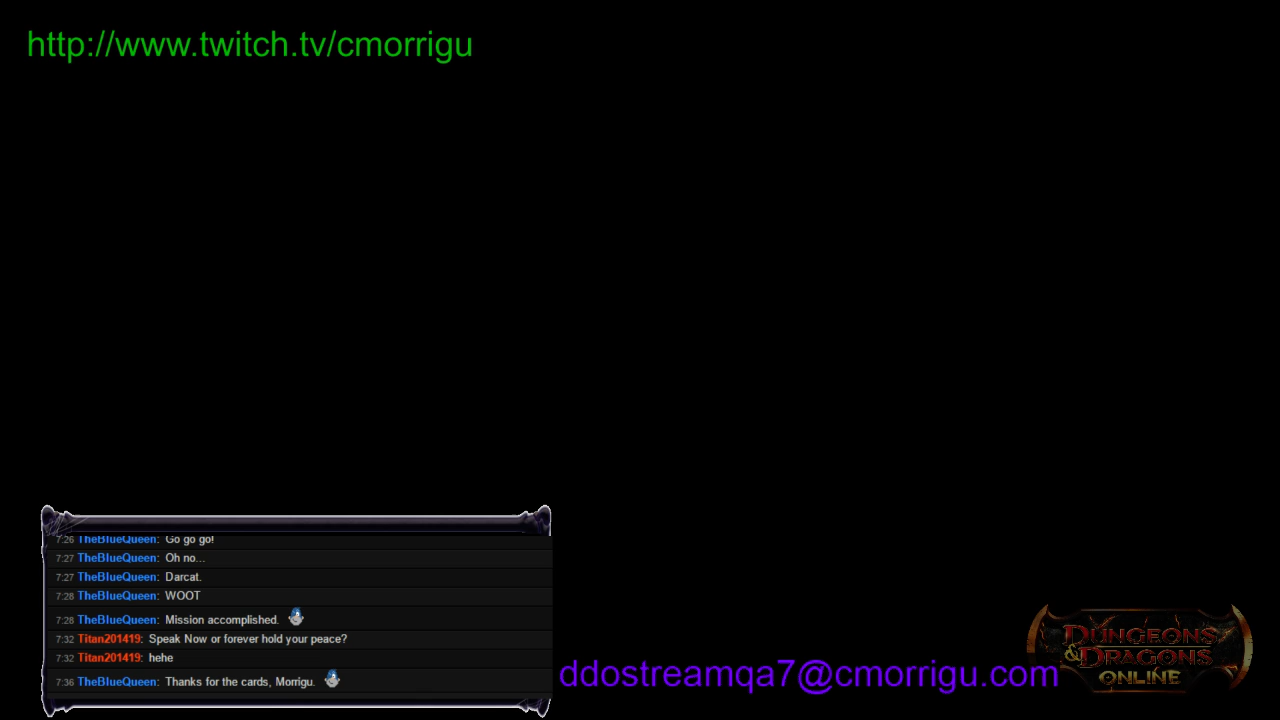 http://www.twitch.tv/cmorrigu
7:26 TheBlueQueen: Go go go!
7:27 TheBlueQueen: Oh no...
7:27 TheBlueQueen: Darcat.
7:28 TheBlueQueen: WOOT
7:28 TheBlueQueen: Mission accomplished.
7:32 Titan201419: Speak Now or forever hold your peace?
7:32 Titan201419: hehe
7:36 TheBlueQueen: Thanks for the cards, Morrigu.
ddostreamqa7@cmorrigu.com
DUNGEONS
& DRAGONS
ONLINE